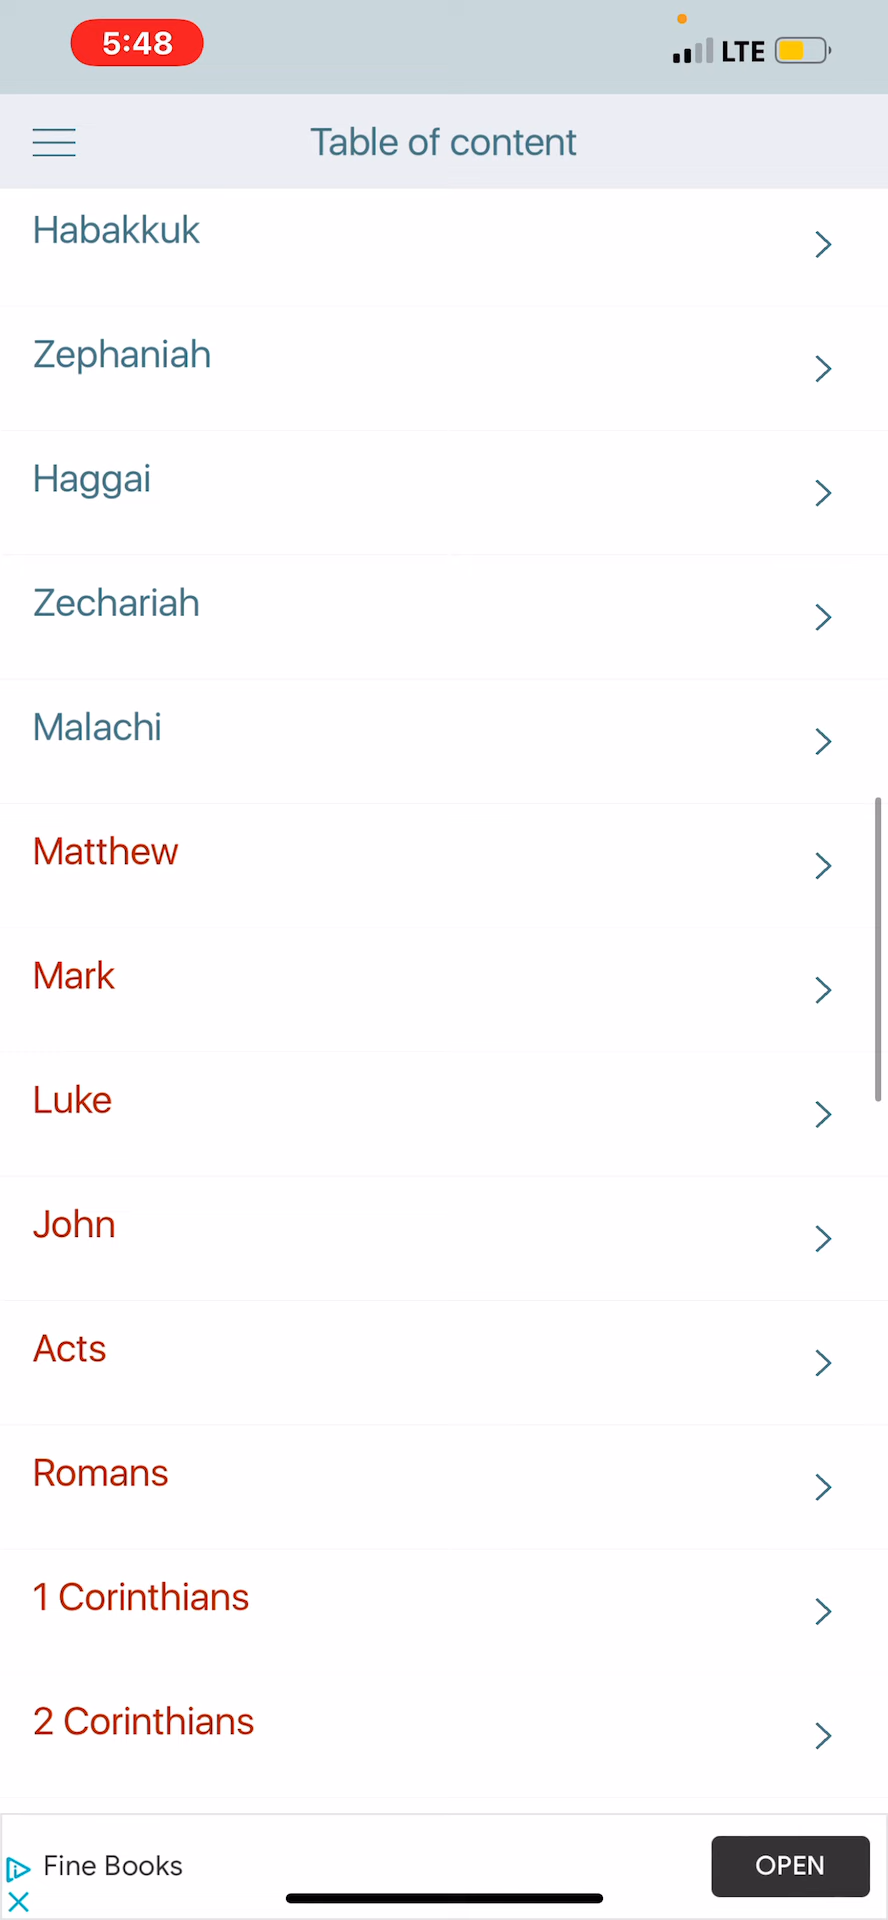 5:48
LTE
Table of content
Habakkuk
Zephaniah
Haggai
Zechariah
Malachi
Matthew
Mark
Luke
John
Acts
Romans
1 Corinthians
2 Corinthians
Fine Books
OPEN